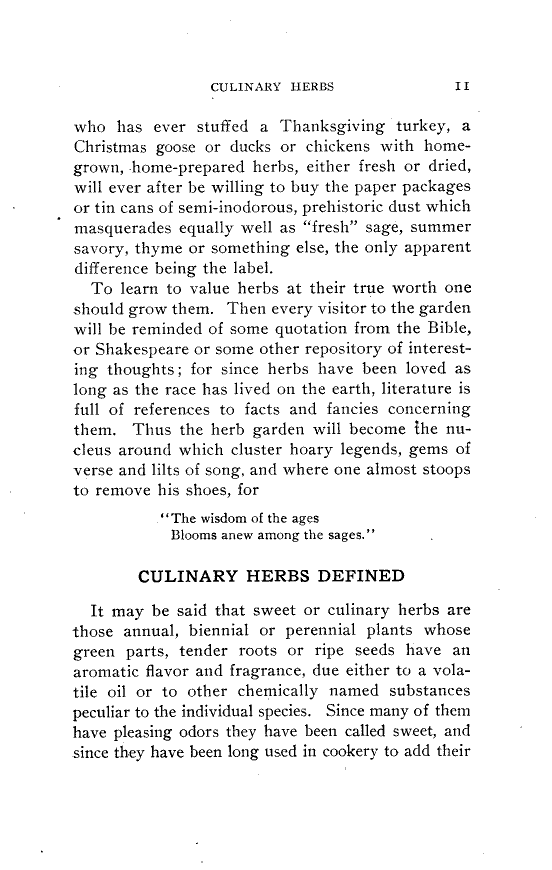 CULINARY HERBS 11
who has ever stuffed a Thanksgiving turkey, a
Christmas goose or ducks or chickens with home-
grown, home-prepared herbs, either fresh or dried,
will ever after be willing to buy the paper packages
or tin cans of semi-inodorous, prehistoric dust which
masquerades equally well as "fresh" sage, summer
savory, thyme or something else, the only apparent
difference being the label.
To learn to value herbs at their true worth one
should grow them. Then every visitor to the garden
will be reminded of some quotation from the Bible,
or Shakespeare or some other repository of interest-
ing thoughts; for since herbs have been loved as
long as the race has lived on the earth, literature is
full of references to facts and fancies concerning
them. Thus the herb garden will become the nu-
cleus around which cluster hoary legends, gems of
verse and lilts of song, and where one almost stoops
to remove his shoes, for
"The wisdom of the ages
Blooms anew among the sages."
CULINARY HERBS DEFINED
It may be said that sweet or culinary herbs are
those annual, biennial or perennial plants whose
green parts, tender roots or ripe seeds have an
aromatic flavor and fragrance, due either to a vola-
tile oil or to other chemically named substances
peculiar to the individual species. Since many of them
have pleasing odors they have been called sweet, and
since they have been long used in cookery to add their